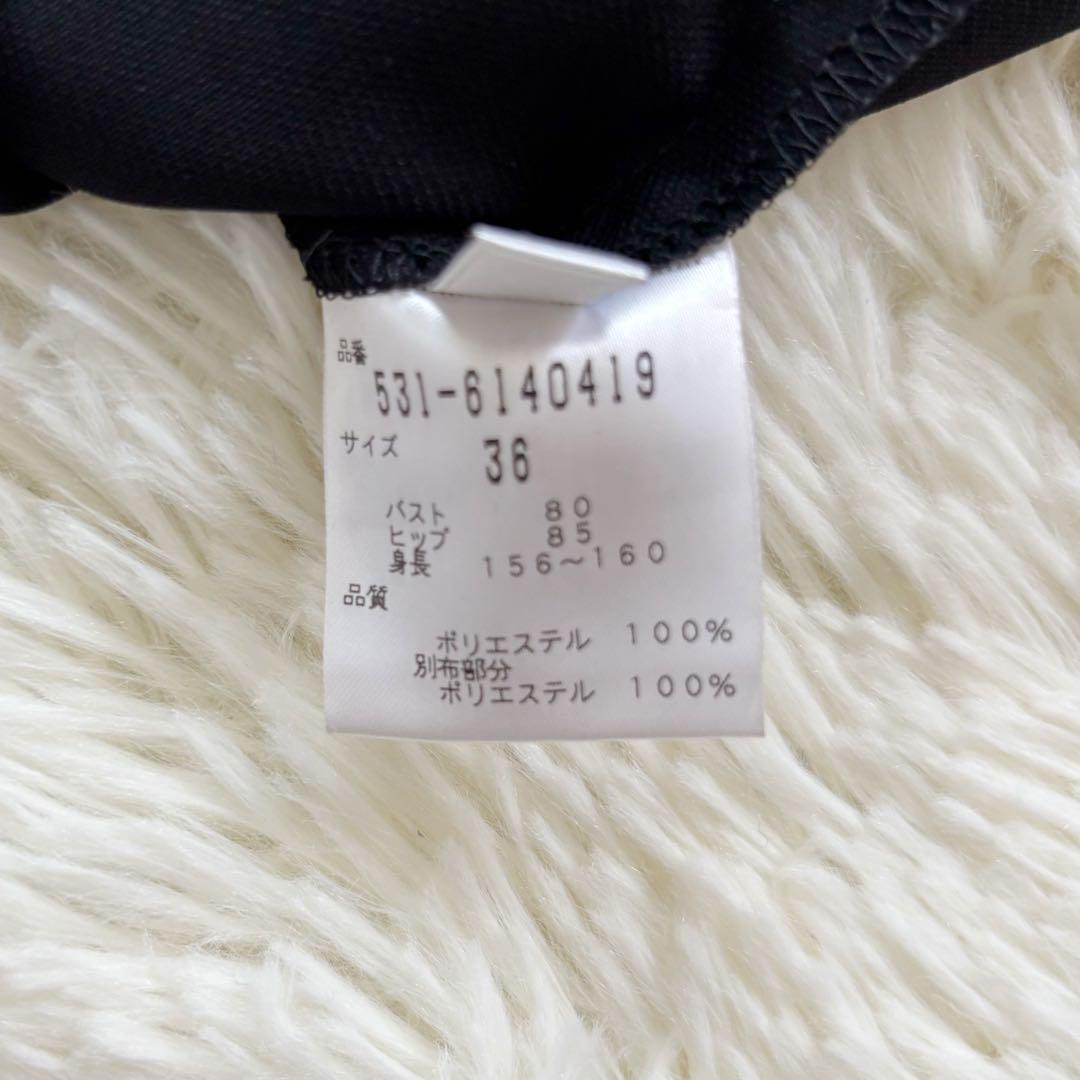 品番
531-6140419
サイズ 36
バスト 80
ヒップ 85
身長 156~160
品質
ポリエステル 100%
別布部分
ポリエステル 100%